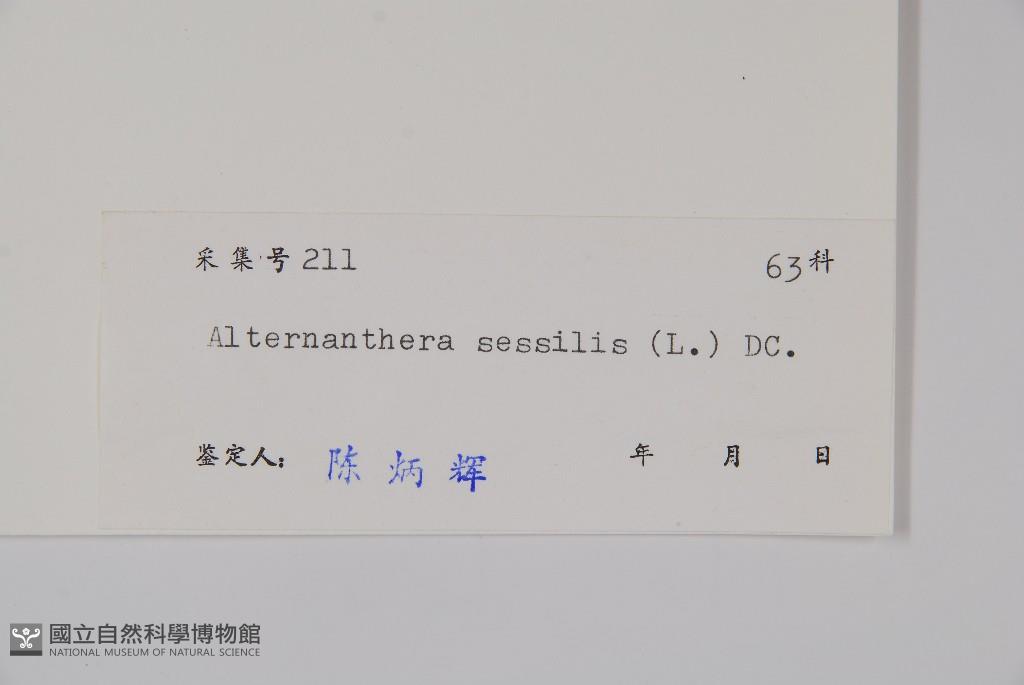 采集号 211 63科
Alternanthera sessilis (L.) DC.
鉴定人: 陈炳辉 年 月 日
國立自然科學博物館
NATIONAL MUSEUM OF NATURAL SCIENCE